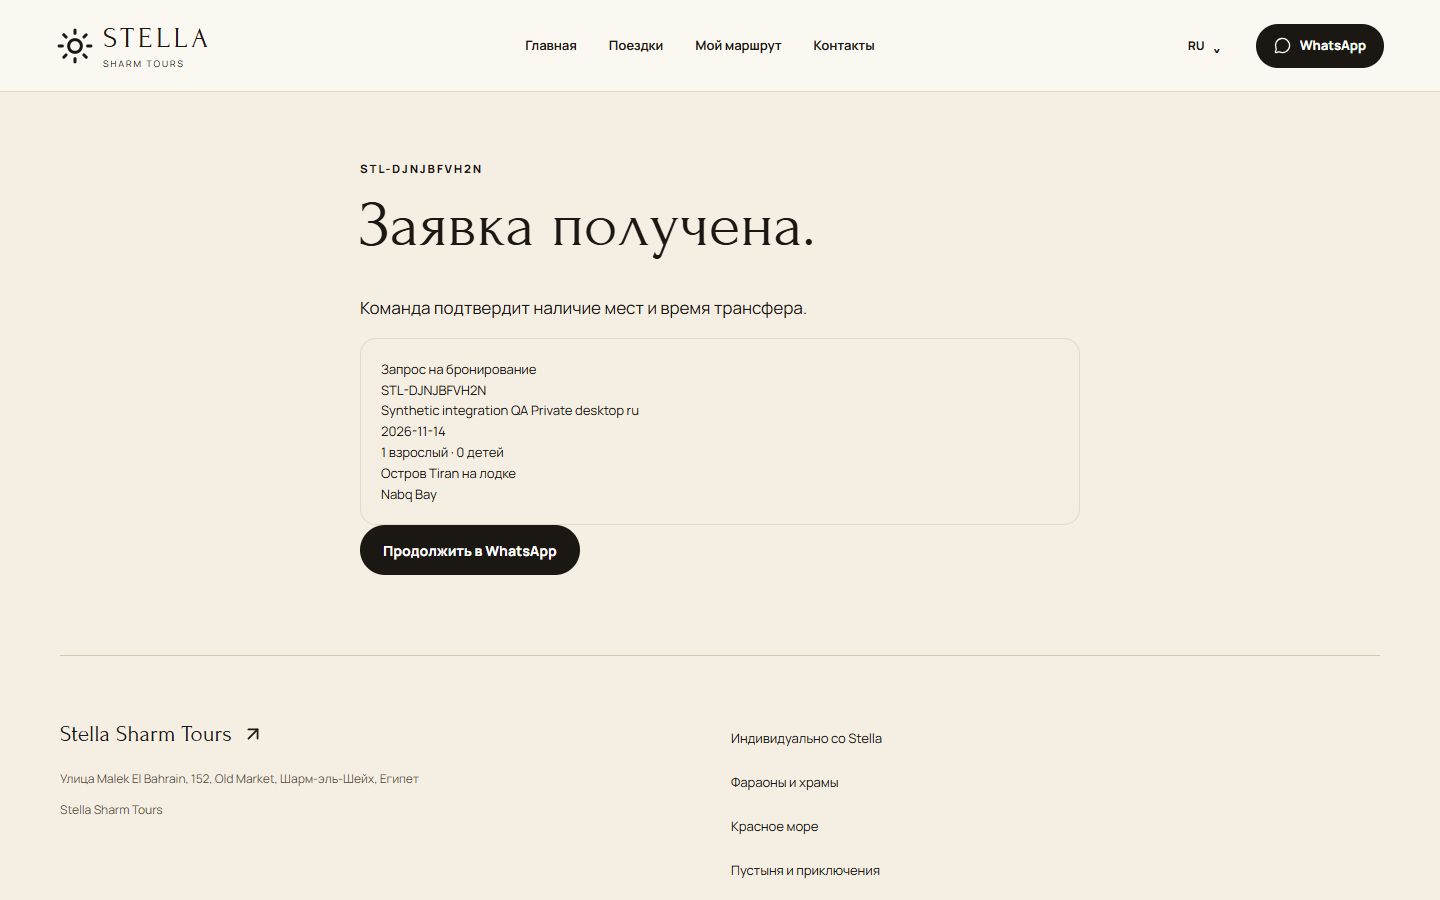 STELLA
SHARM TOURS
Главная
Поездки
Мой маршрут
Контакты
RU
WhatsApp
STL-DJNJBFVH2N
Заявка получена.
Команда подтвердит наличие мест и время трансфера.
Запрос на бронирование
STL-DJNJBFVH2N
Synthetic integration QA Private desktop ru
2026-11-14
1 взрослый · 0 детей
Остров Tiran на лодке
Nabq Bay
Продолжить в WhatsApp
Stella Sharm Tours
Улица Malek El Bahrain, 152, Old Market, Шарм-эль-Шейх, Египет
Stella Sharm Tours
Индивидуально со Stella
Фараоны и храмы
Красное море
Пустыня и приключения